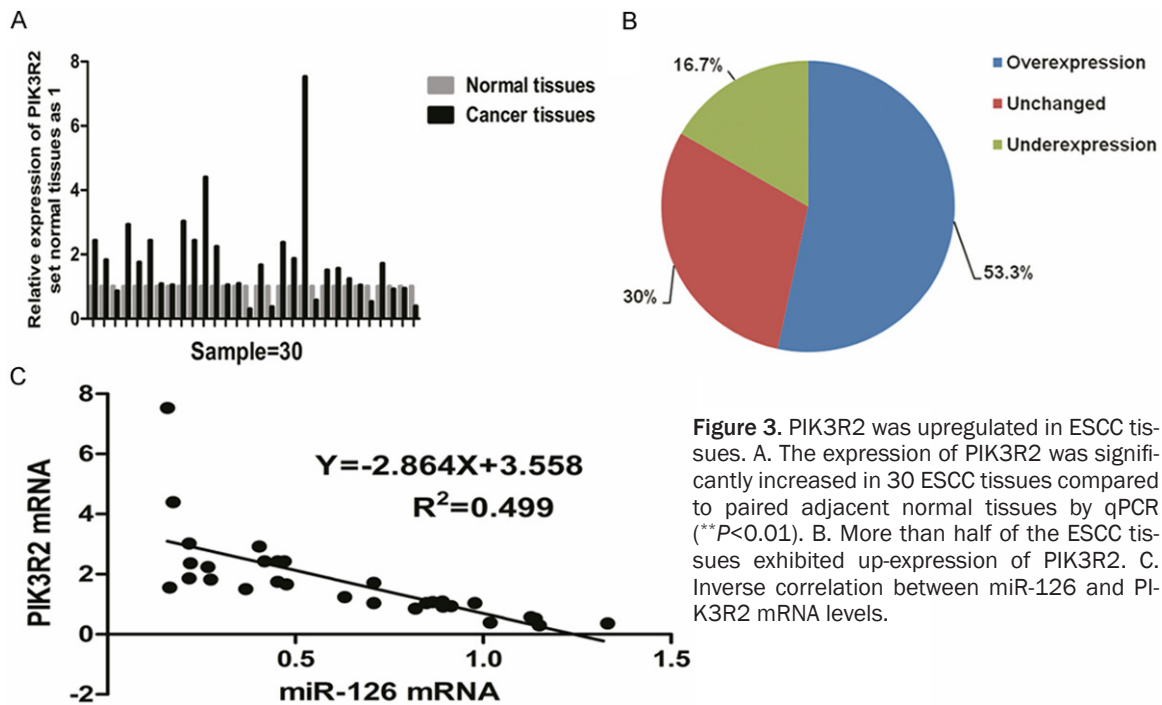 A
Relative expression of PIK3R2
set normal tissues as 1
8
6
4
2
0
Normal tissues
Cancer tissues
Sample=30
B
16.7%
30%
53.3%
Overexpression
Unchanged
Underexpression
C
PIK3R2 mRNA
8
6
4
2
0
-2
0.5
1.0
1.5
Y=-2.864X+3.558
R²=0.499
miR-126 mRNA
Figure 3. PIK3R2 was upregulated in ESCC tis-
sues. A. The expression of PIK3R2 was signifi-
cantly increased in 30 ESCC tissues compared
to paired adjacent normal tissues by qPCR
(**P<0.01). B. More than half of the ESCC tis-
sues exhibited up-expression of PIK3R2. C.
Inverse correlation between miR-126 and PI-
K3R2 mRNA levels.